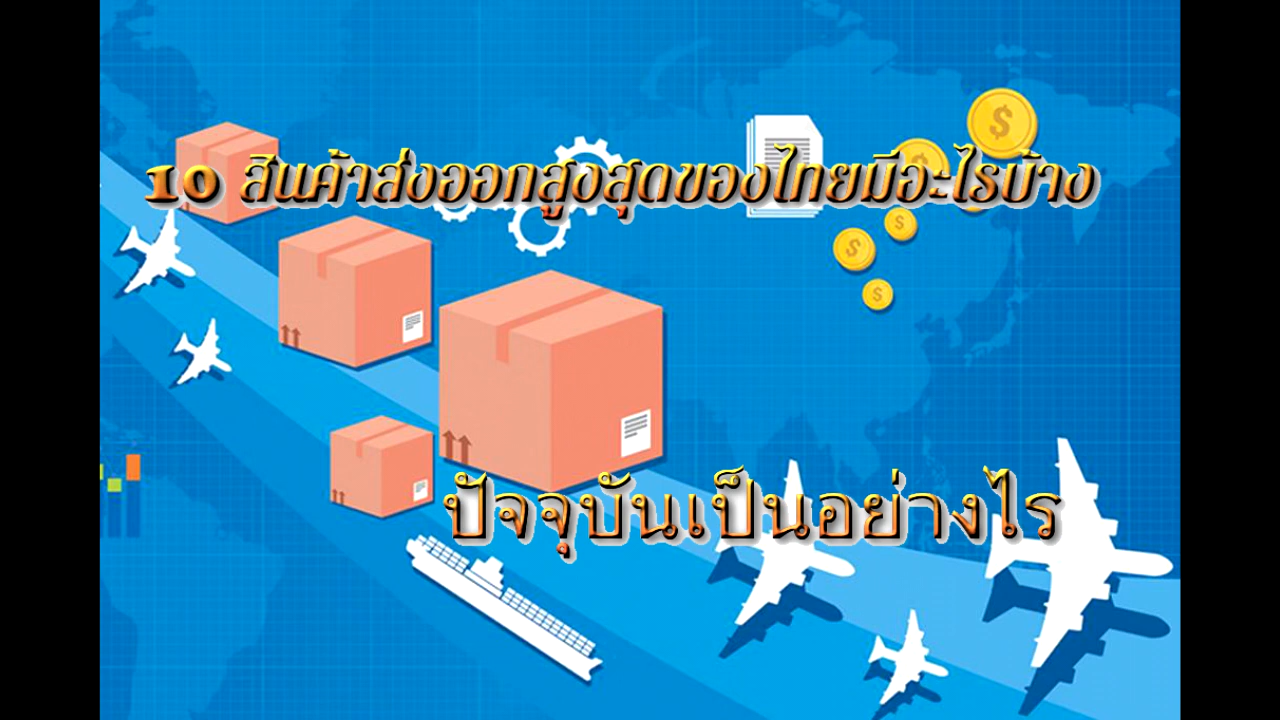 10 สินค้าส่งออกสูงสุดของไทยมีอะไรบ้าง
ปัจจุบันเป็นอย่างไร